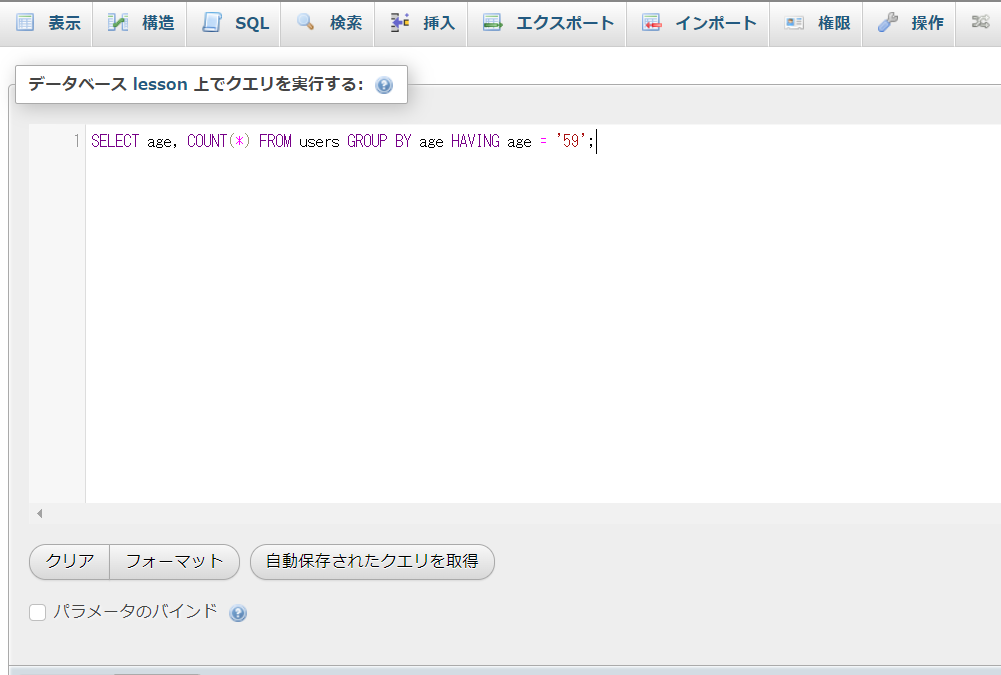 表示 構造 SQL 検索 挿入 エクスポート インポート 権限 操作
データベース lesson 上でクエリを実行する:
1 SELECT age, COUNT(*) FROM users GROUP BY age HAVING age = '59';
クリア フォーマット 自動保存されたクエリを取得
パラメータのバインド